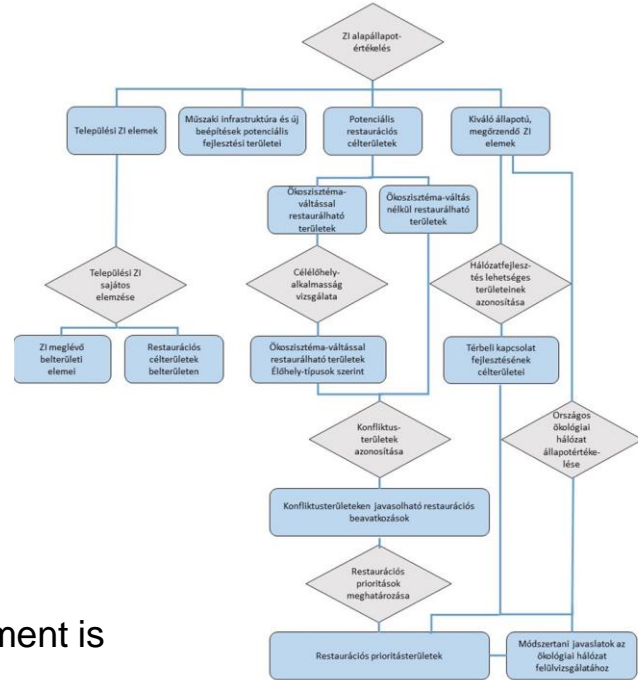 ZI alapállapot-
értékelés
Települési ZI elemek
Műszaki infrastruktúra és új
beépítések potenciális
fejlesztési területei
Potenciális
restaurációs
célterületek
Kiváló állapotú,
megőrzendő ZI
elemek
Ökoszisztéma-
váltással
restaurálható
területek
Ökoszisztéma-váltás
nélkül restaurálható
területek
Települési ZI
sajátos
elemzése
Célélőhely-
alkalmasság
vizsgálata
Hálózatfejlesz-
tés lehetséges
területeinek
azonosítása
ZI meglévő
belterületi
elemei
Restaurációs
célterületek
belterületen
Ökoszisztéma-váltással
restaurálható területek
Élőhely-típusok szerint
Térbeli kapcsolat
fejlesztésének
célterületei
Konfliktus-
területek
azonosítása
Országos
ökológiai
hálózat
állapotértéke-
lése
Konfliktusterületeken javasolható restaurációs
beavatkozások
Restaurációs
prioritások
meghatározása
ment is
Restaurációs prioritásterületek
Módszertani javaslatok az
ökológiai hálózat
felülvizsgálatához